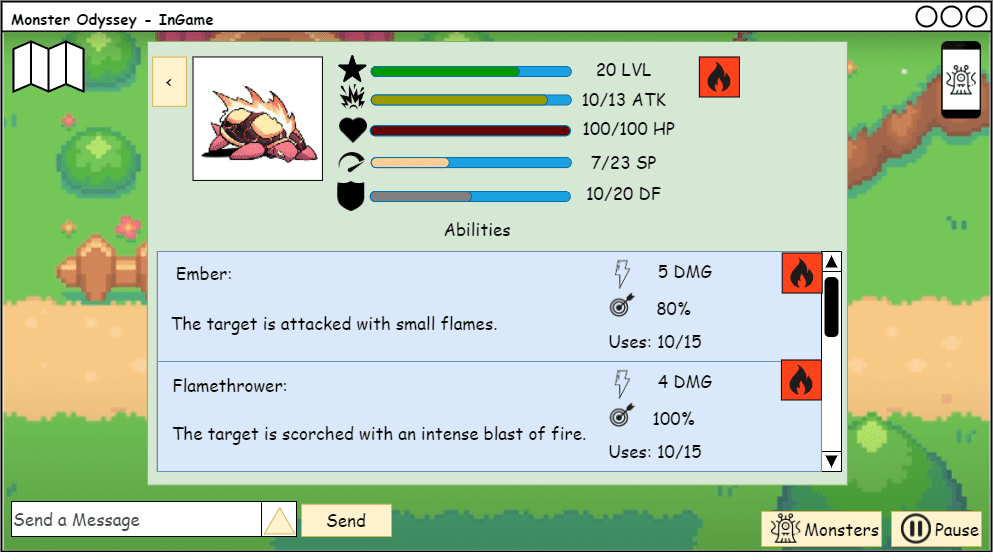 Monster Odyssey - InGame
<
20 LVL
10/13 ATK
100/100 HP
7/23 SP
10/20 DF
Abilities
Ember:
5 DMG
80%
The target is attacked with small flames.
Uses: 10/15
Flamethrower:
4 DMG
100%
The target is scorched with an intense blast of fire.
Uses: 10/15
Send a Message
Send
Monsters
Pause